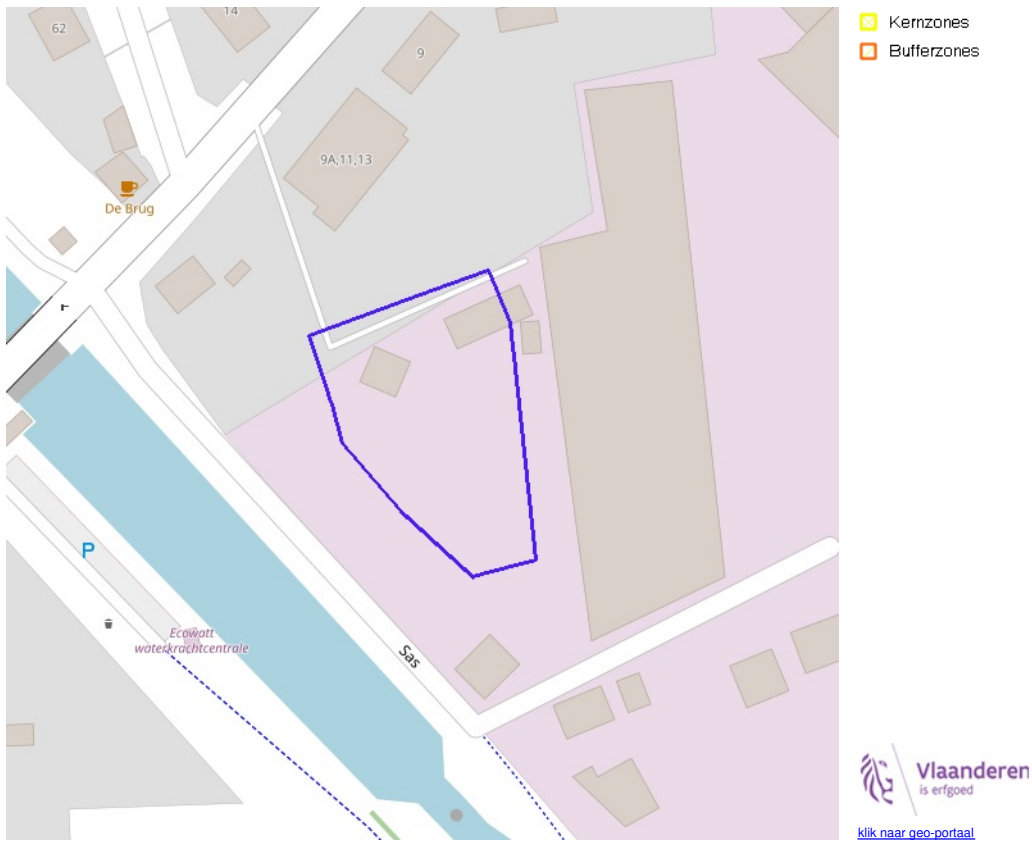 62
14
9
9A,11,13
De Brug
P
Ecowatt
waterkrachtcentrale
Sas
Kernzones
Bufferzones
Vlaanderen
is erfgoed
klik naar geo-portaal